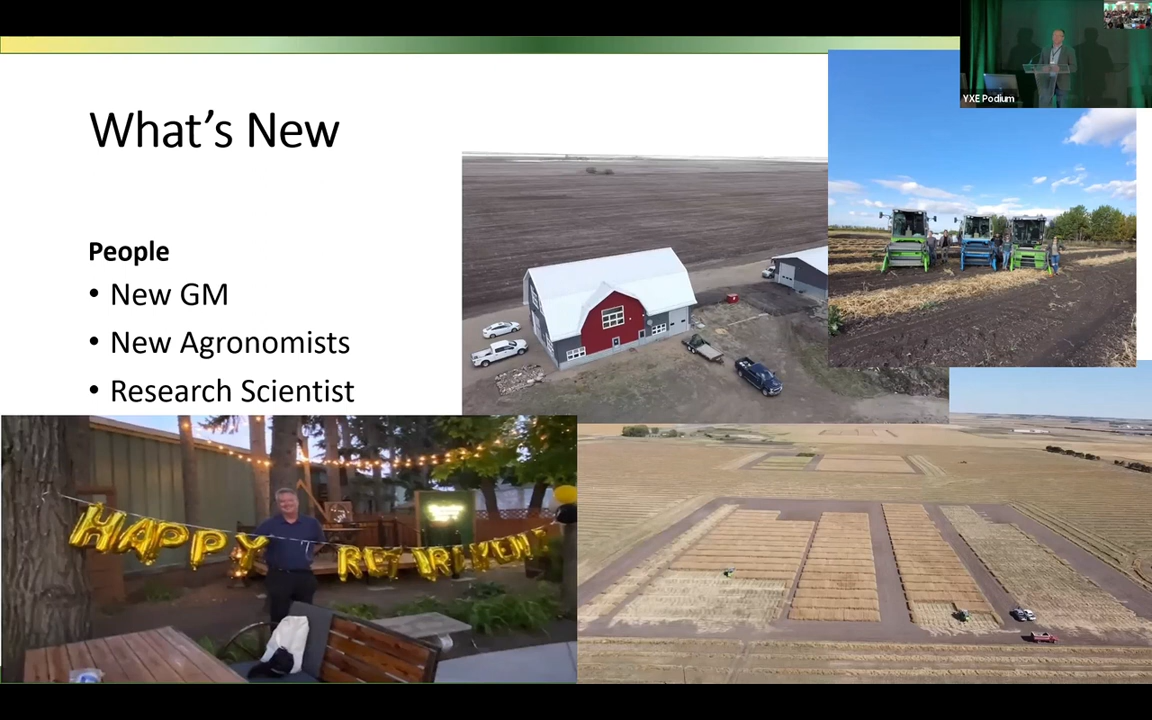 What's New
YXE Podium
People
• New GM
• New Agronomists
• Research Scientist
HAPPY RETIREMENT